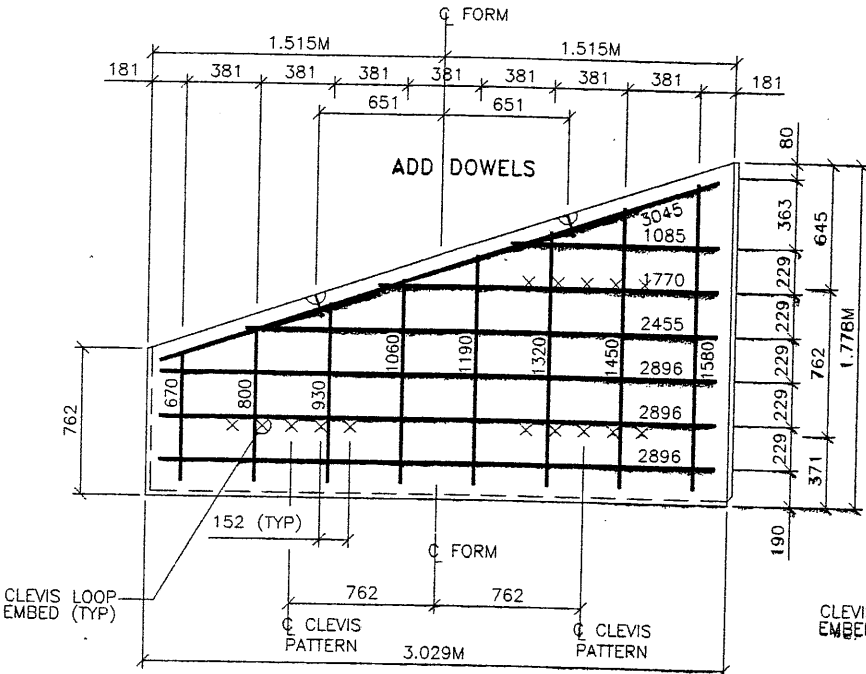 ℄ FORM
1.515M 1.515M
181 381 381 381 381 381 381 381 181
651 651
ADD DOWELS
80
363
645
229
229
229
229
229
762
371
190
1.778M
3045
1085
1770
2455
2896
2896
2896
670
800
930
1060
1190
1320
1450
1580
762
152 (TYP)
℄ FORM
CLEVIS LOOP
EMBED (TYP)
762 762
℄ CLEVIS
PATTERN
℄ CLEVIS
PATTERN
3.029M
CLEVI
EMBE